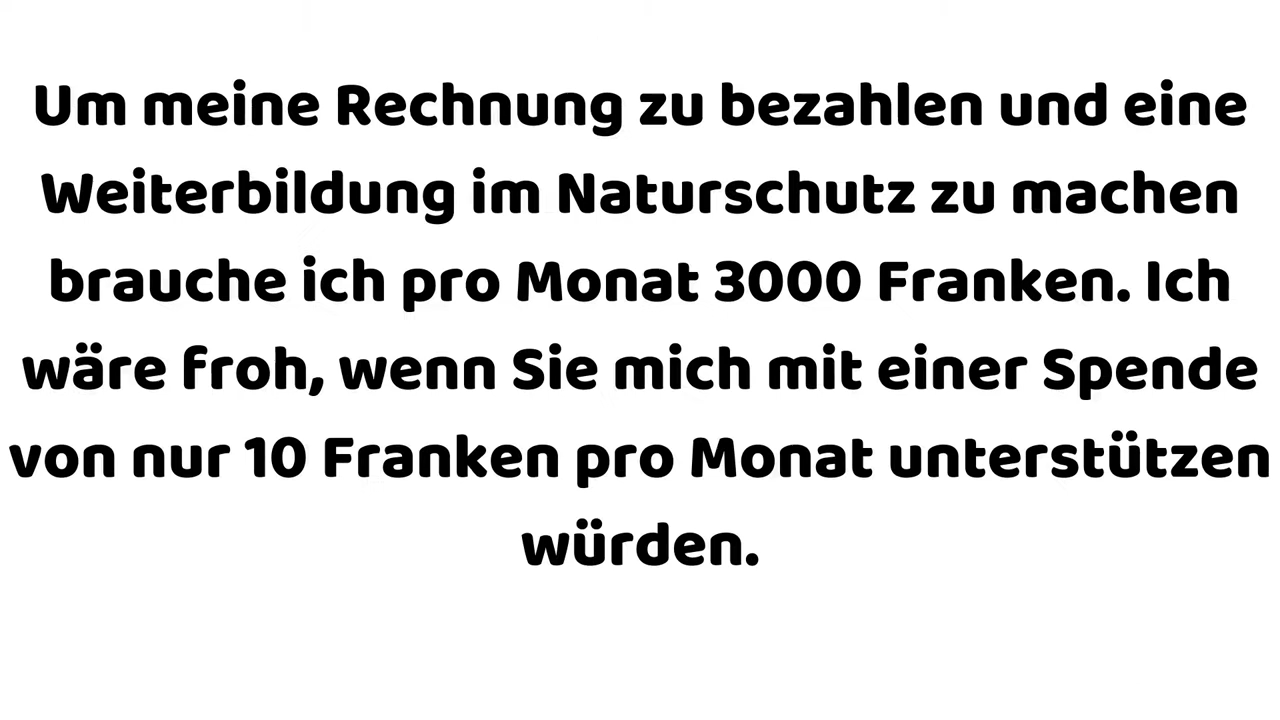 Um meine Rechnung zu bezahlen und eine
Weiterbildung im Naturschutz zu machen
brauche ich pro Monat 3000 Franken. Ich
wäre froh, wenn Sie mich mit einer Spende
von nur 10 Franken pro Monat unterstützen
würden.